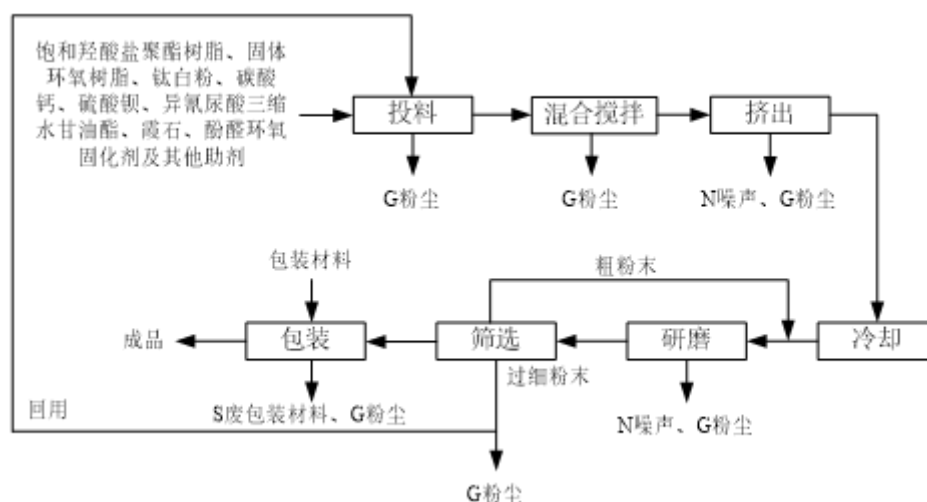 饱和羟酸盐聚酯树脂、固体
环氧树脂、钛白粉、碳酸
钙、硫酸钡、异氰尿酸三缩
水甘油酯、霞石、酚醛环氧
固化剂及其他助剂
投料
混合搅拌
挤出
G粉尘
G粉尘
N噪声、G粉尘
包装材料
粗粉末
成品
包装
筛选
研磨
冷却
过细粉末
回用
S废包装材料、G粉尘
N噪声、G粉尘
G粉尘